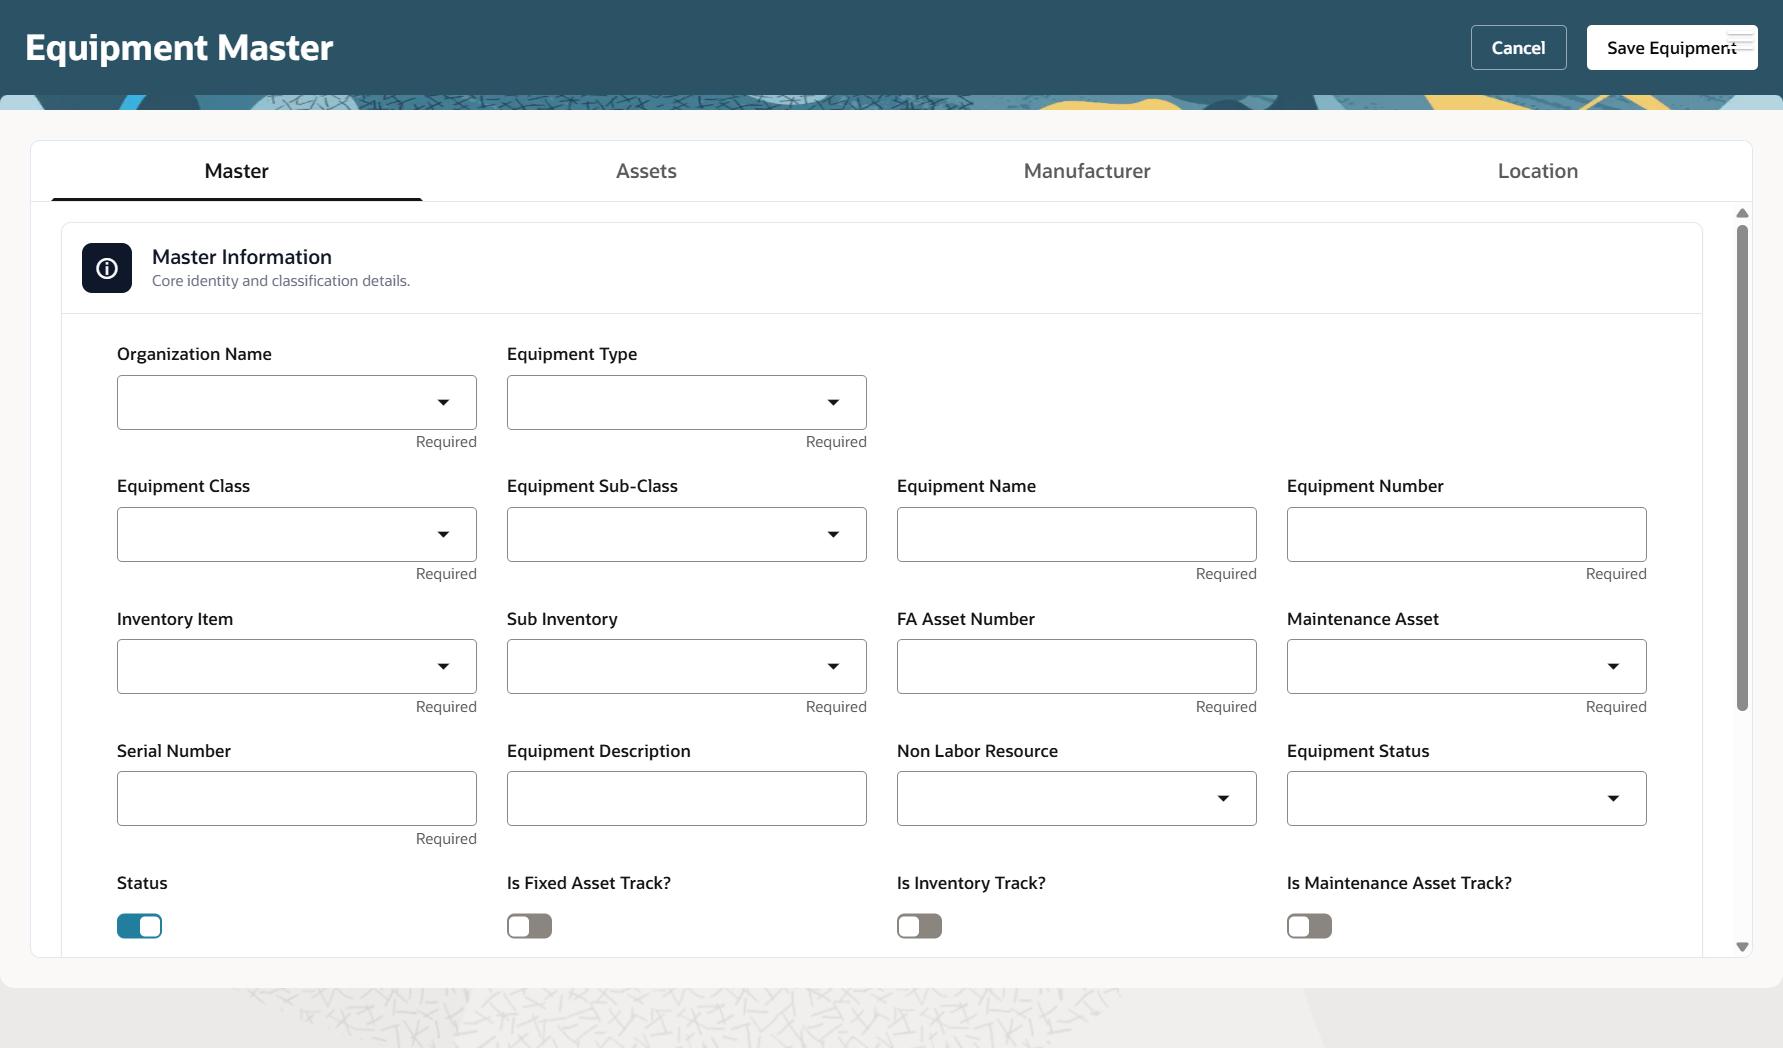 Equipment Master
Cancel
Save Equipment
Master
Assets
Manufacturer
Location
Master Information
Core identity and classification details.
Organization Name
Equipment Type
Required
Required
Equipment Class
Equipment Sub-Class
Equipment Name
Equipment Number
Required
Required
Required
Inventory Item
Sub Inventory
FA Asset Number
Maintenance Asset
Required
Required
Required
Required
Serial Number
Equipment Description
Non Labor Resource
Equipment Status
Required
Status
Is Fixed Asset Track?
Is Inventory Track?
Is Maintenance Asset Track?